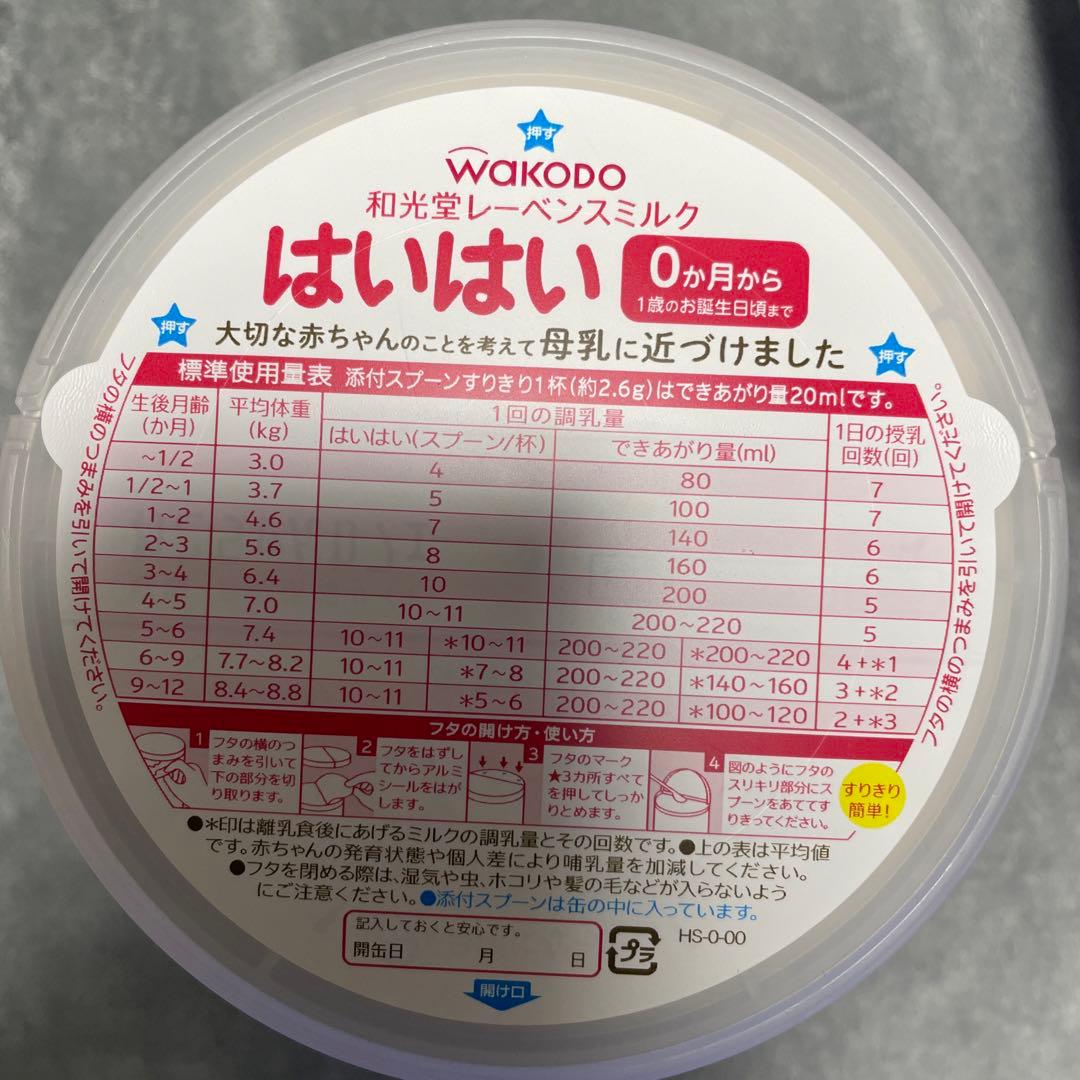 押す
WAKODO
和光堂レーベンスミルク
はいはい
0か月から
1歳のお誕生日頃まで
押す
大切な赤ちゃんのことを考えて母乳に近づけました
押す
フタの横のつまみを引いて開けてください。
標準使用量表 添付スプーンすりきり1杯(約2.6g)はできあがり量20mlです。
生後月齢(か月) 平均体重(kg) 1回の調乳量 1日の授乳回数(回)
はいはい(スプーン/杯) できあがり量(ml)
~1/2 3.0 4 80 7
1/2~1 3.7 5 100 7
1~2 4.6 7 140 6
2~3 5.6 8 160 6
3~4 6.4 10 200 5
4~5 7.0 10~11 200~220 5
5~6 7.4 10~11 *10~11 200~220 *200~220 4+*1
6~9 7.7~8.2 10~11 *7~8 200~220 *140~160 3+*2
9~12 8.4~8.8 10~11 *5~6 200~220 *100~120 2+*3
フタの横のつまみを引いて開けてください。
フタの開け方・使い方
1 フタの横のつ
まみを引いて
下の部分を切
り取ります。
2 フタをはずし
てからアルミ
シールをはが
します。
3 フタのマーク
★3カ所すべて
を押してしっか
りとめます。
4 図のようにフタの
スリキリ部分にス
プーンをあててす
りきってください。
すりきり
簡単!
●*印は離乳食後にあげるミルクの調乳量とその回数です。●上の表は平均値
です。赤ちゃんの発育状態や個人差により哺乳量を加減してください。
●フタを閉める際は、湿気や虫、ホコリや髪の毛などが入らないよう
にご注意ください。●添付スプーンは缶の中に入っています。
記入しておくと安心です。
開缶日 月 日
プラ
HS-0-00
開け口